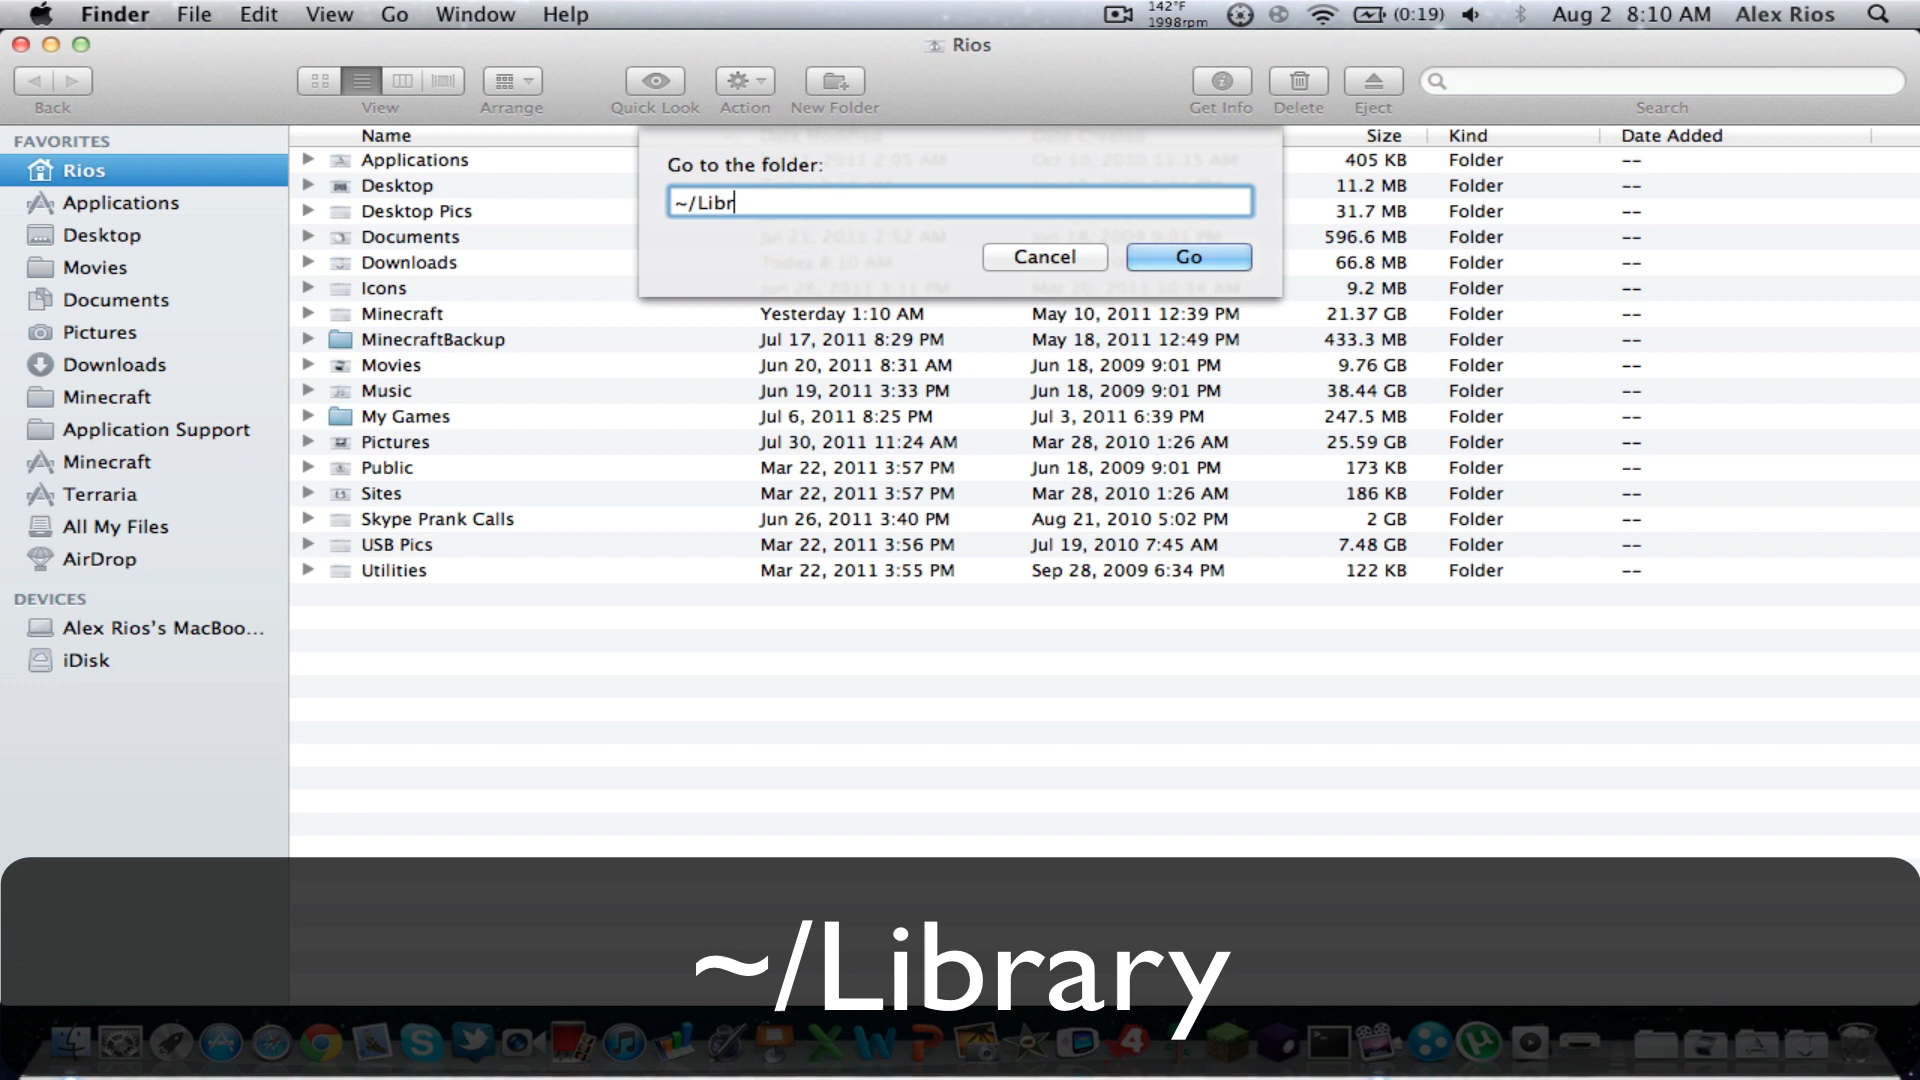 Finder File Edit View Go Window Help 142°F 1998rpm (0:19) Aug 2 8:10 AM Alex Rios
Rios
Back View Arrange Quick Look Action New Folder Get Info Delete Eject Search
FAVORITES
Rios
Applications
Desktop
Movies
Documents
Pictures
Downloads
Minecraft
Application Support
Minecraft
Terraria
All My Files
AirDrop
DEVICES
Alex Rios's MacBoo...
iDisk
Name Size Kind Date Added
Go to the folder:
~/Libr
Cancel Go
Applications 405 KB Folder --
Desktop 11.2 MB Folder --
Desktop Pics 31.7 MB Folder --
Documents 596.6 MB Folder --
Downloads 66.8 MB Folder --
Icons 9.2 MB Folder --
Minecraft Yesterday 1:10 AM May 10, 2011 12:39 PM 21.37 GB Folder --
MinecraftBackup Jul 17, 2011 8:29 PM May 18, 2011 12:49 PM 433.3 MB Folder --
Movies Jun 20, 2011 8:31 AM Jun 18, 2009 9:01 PM 9.76 GB Folder --
Music Jun 19, 2011 3:33 PM Jun 18, 2009 9:01 PM 38.44 GB Folder --
My Games Jul 6, 2011 8:25 PM Jul 3, 2011 6:39 PM 247.5 MB Folder --
Pictures Jul 30, 2011 11:24 AM Mar 28, 2010 1:26 AM 25.59 GB Folder --
Public Mar 22, 2011 3:57 PM Jun 18, 2009 9:01 PM 173 KB Folder --
Sites Mar 22, 2011 3:57 PM Mar 28, 2010 1:26 AM 186 KB Folder --
Skype Prank Calls Jun 26, 2011 3:40 PM Aug 21, 2010 5:02 PM 2 GB Folder --
USB Pics Mar 22, 2011 3:56 PM Jul 19, 2010 7:45 AM 7.48 GB Folder --
Utilities Mar 22, 2011 3:55 PM Sep 28, 2009 6:34 PM 122 KB Folder --
~/Library